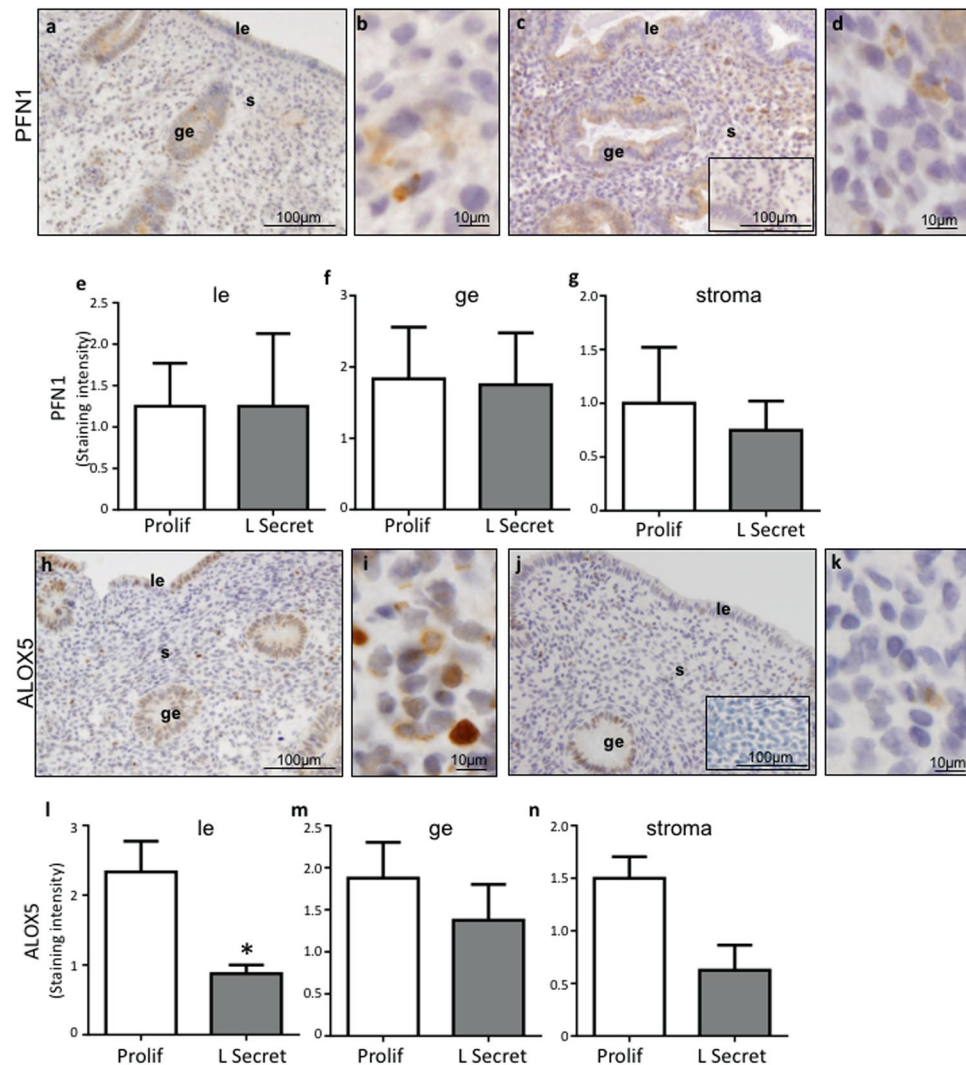 a
le
s
ge
100µm
b
10µm
c
le
s
ge
100µm
d
10µm
PFN1
e
le
2.5
2.0
1.5
1.0
0.5
0
PFN1
(Staining intensity)
Prolif
L Secret
f
ge
3
2
1
0
Prolif
L Secret
g
stroma
2.0
1.5
1.0
0.5
0
Prolif
L Secret
h
le
s
ge
100µm
i
10µm
j
le
s
ge
100µm
k
10µm
ALOX5
l
le
3
2
1
0
ALOX5
(Staining intensity)
*
Prolif
L Secret
m
ge
2.5
2.0
1.5
1.0
0.5
0
Prolif
L Secret
n
stroma
2.0
1.5
1.0
0.5
0
Prolif
L Secret